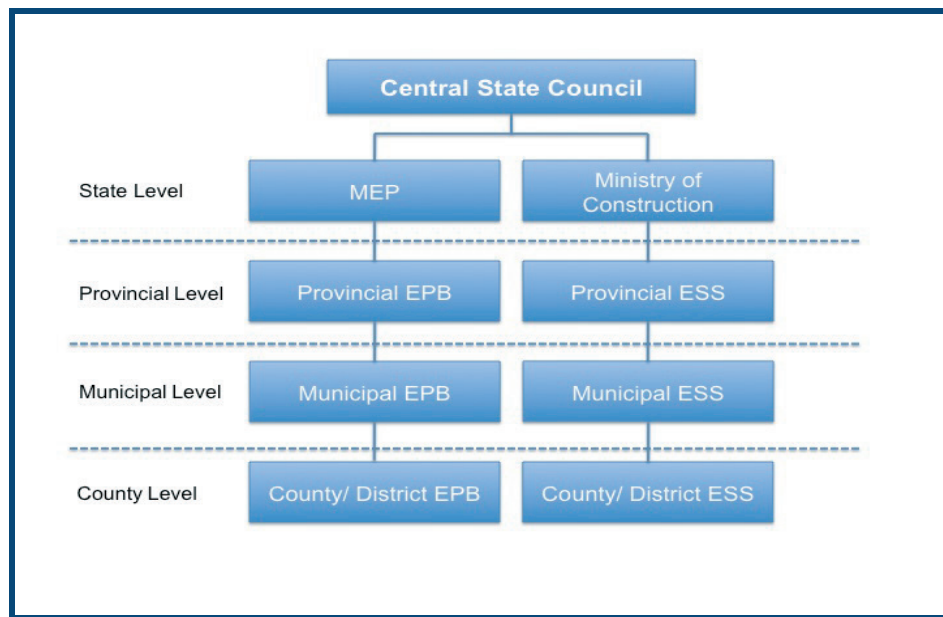 Central State Council
State Level
MEP
Ministry of
Construction
Provincial Level
Provincial EPB
Provincial ESS
Municipal Level
Municipal EPB
Municipal ESS
County Level
County/ District EPB
County/ District ESS